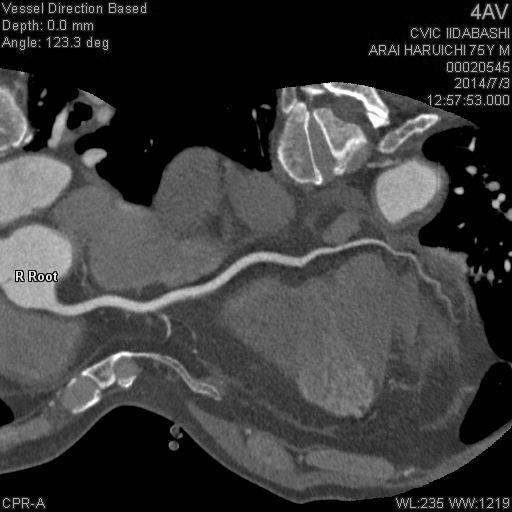 Vessel Direction Based
Depth: 0.0 mm
Angle: 123.3 deg
4AV
CVIC IIDABASHI
ARAI HARUICHI 75Y M
00020545
2014/7/3
12:57:53.000
R Root
CPR-A
WL:235 WW:1219